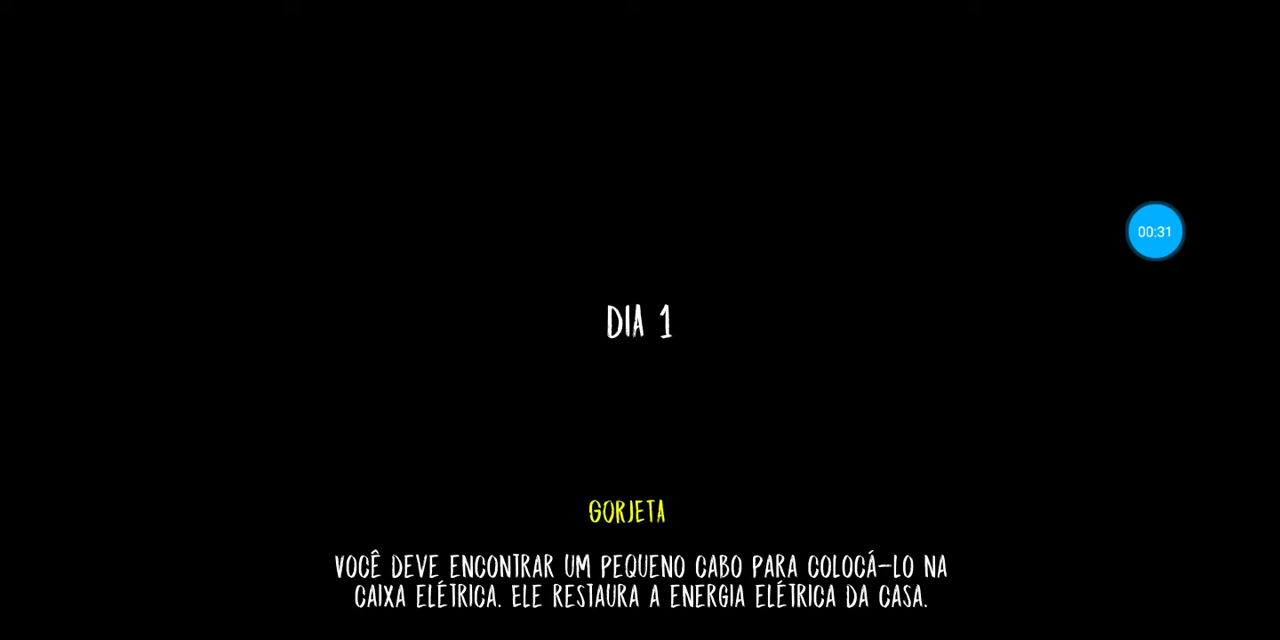 00:31
DIA 1
GORJETA
VOCÊ DEVE ENCONTRAR UM PEQUENO CABO PARA COLOCÁ-LO NA
CAIXA ELÉTRICA. ELE RESTAURA A ENERGIA ELÉTRICA DA CASA.